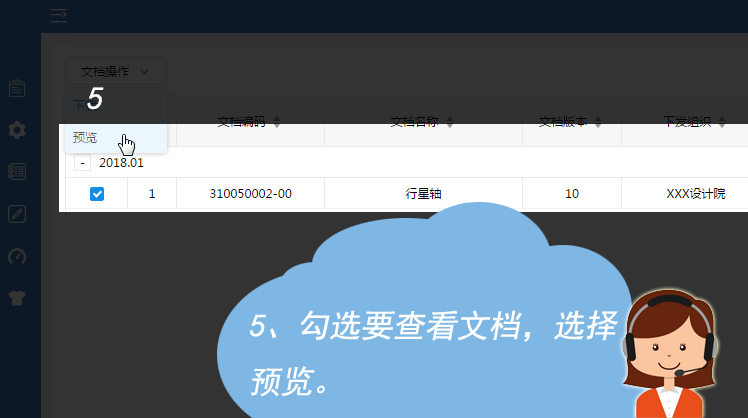 文档操作
下
5
文档编码 文档名称 文档版本 下发组织
预览
- 2018.01
1 310050002-00 行星轴 10 XXX设计院
5、勾选要查看文档，选择
预览。